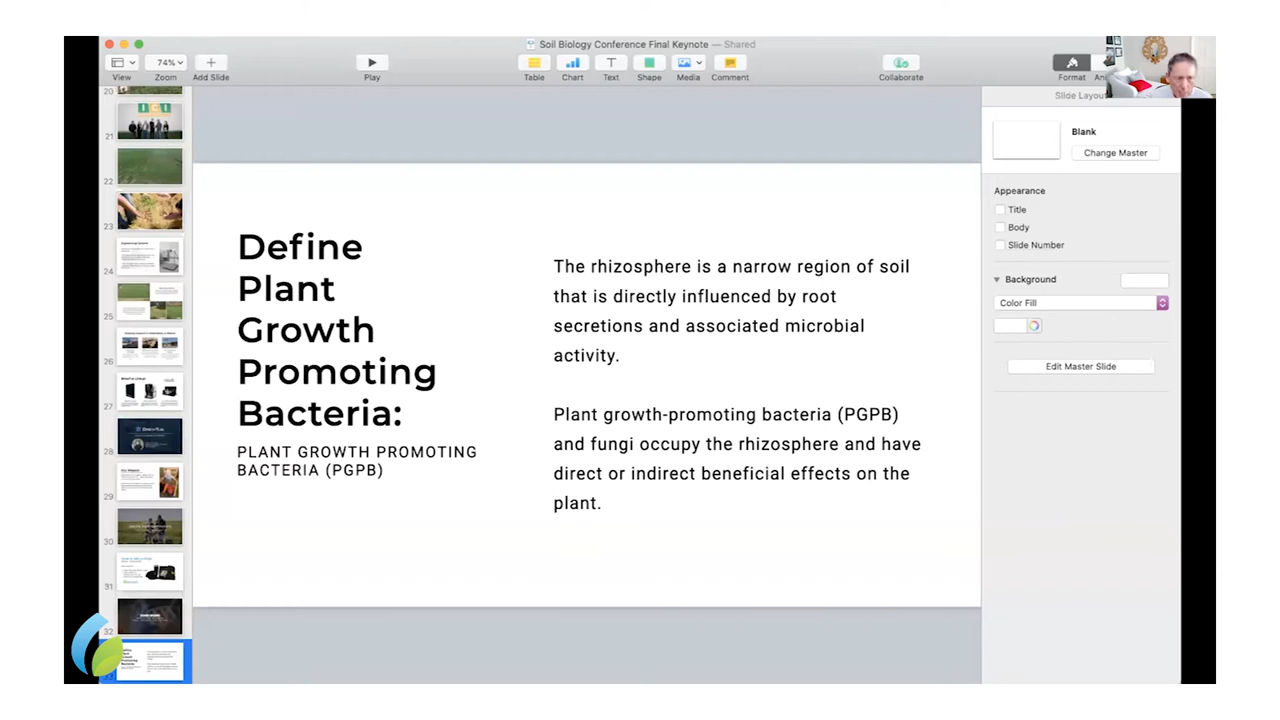 Soil Biology Conference Final Keynote — Shared
74%
View
Zoom
Add Slide
Play
Table
Chart
Text
Shape
Media
Comment
Collaborate
Format
Slide Layou
20
21
22
23
24
25
26
27
28
29
30
31
32
Define
Plant
Growth
Promoting
Bacteria:
PLANT GROWTH PROMOTING
BACTERIA (PGPB)
The rhizosphere is a narrow region of soil
that is directly influenced by root
secretions and associated microbial
activity.
Plant growth-promoting bacteria (PGPB)
and fungi occupy the rhizosphere and have
direct or indirect beneficial effects on the
plant.
Blank
Change Master
Appearance
Title
Body
Slide Number
Background
Color Fill
Edit Master Slide